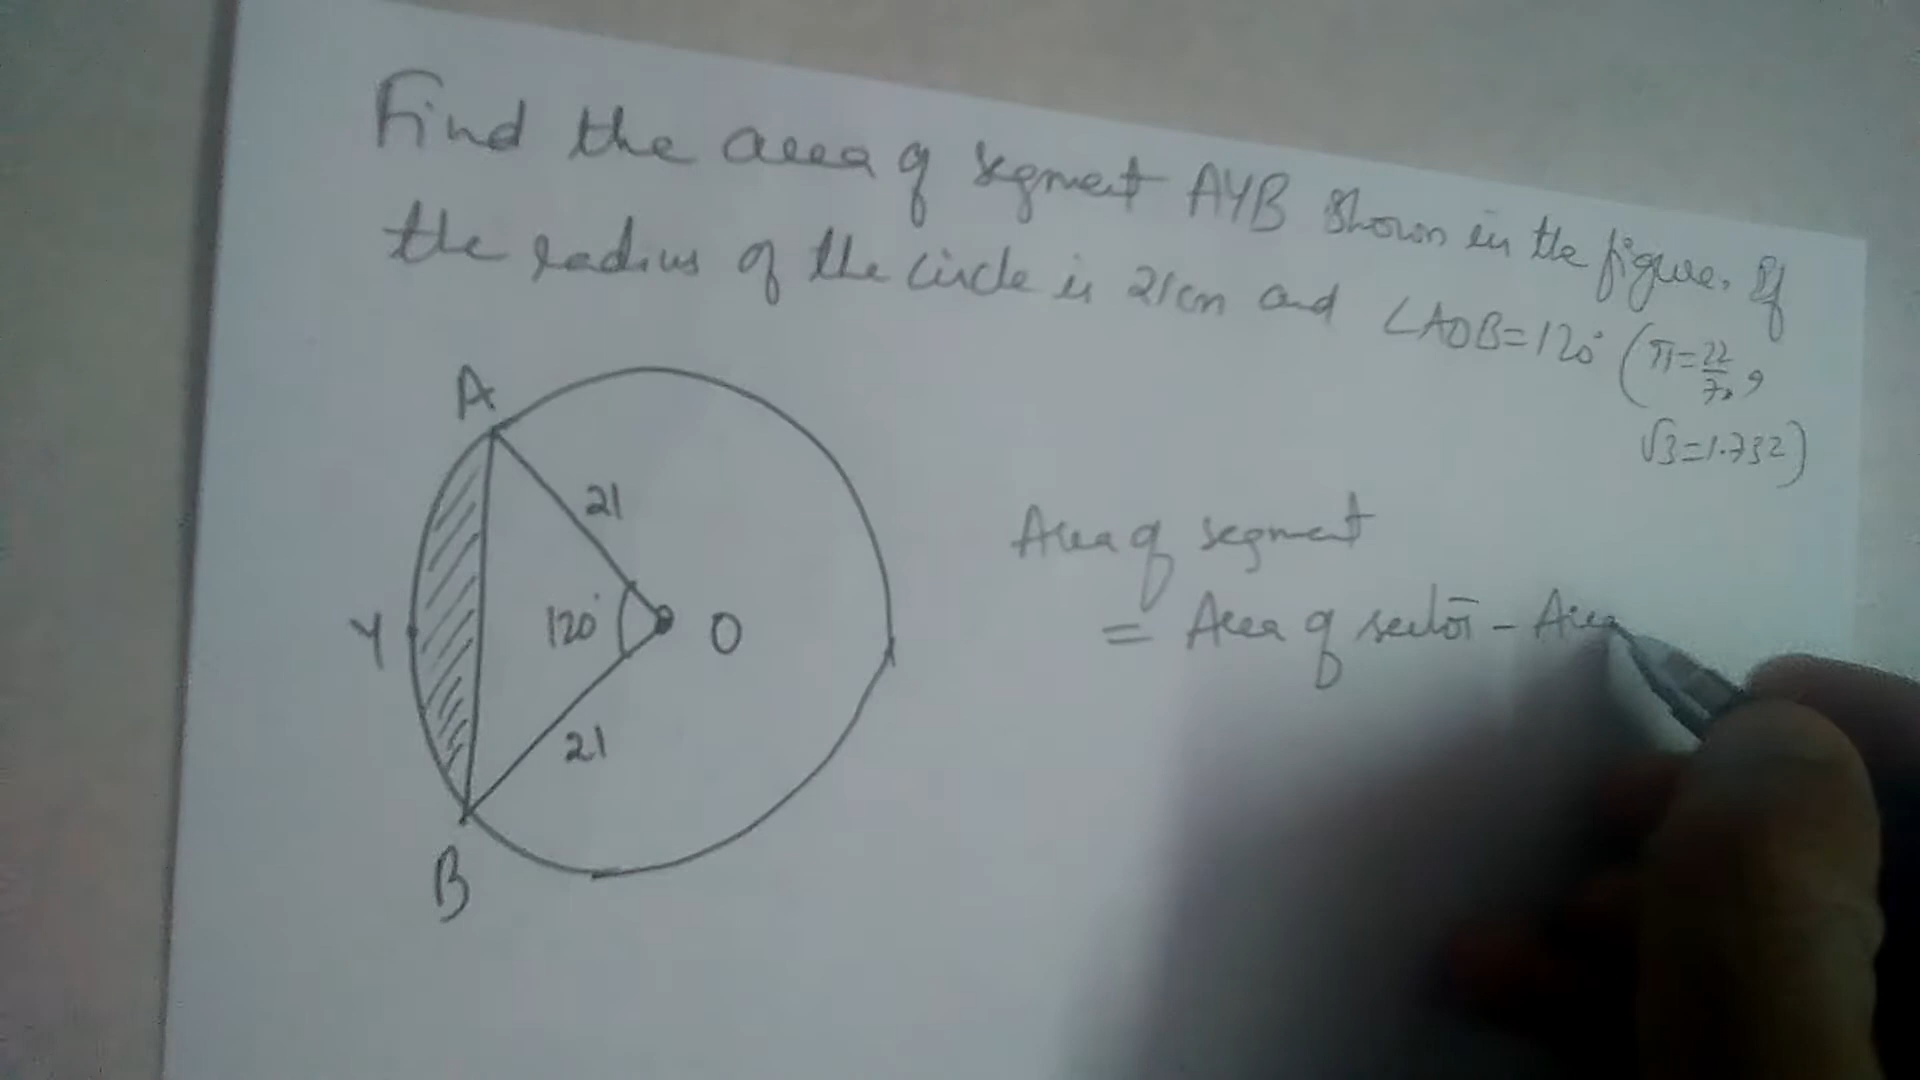 Find the area of segment AYB shown in the figure. If
the radius of the circle is 21cm and ∠AOB=120° (π=22/7,
√3=1.732)
A
21
Area of segment
Y
120°
O
= Area of sector - Area
21
B